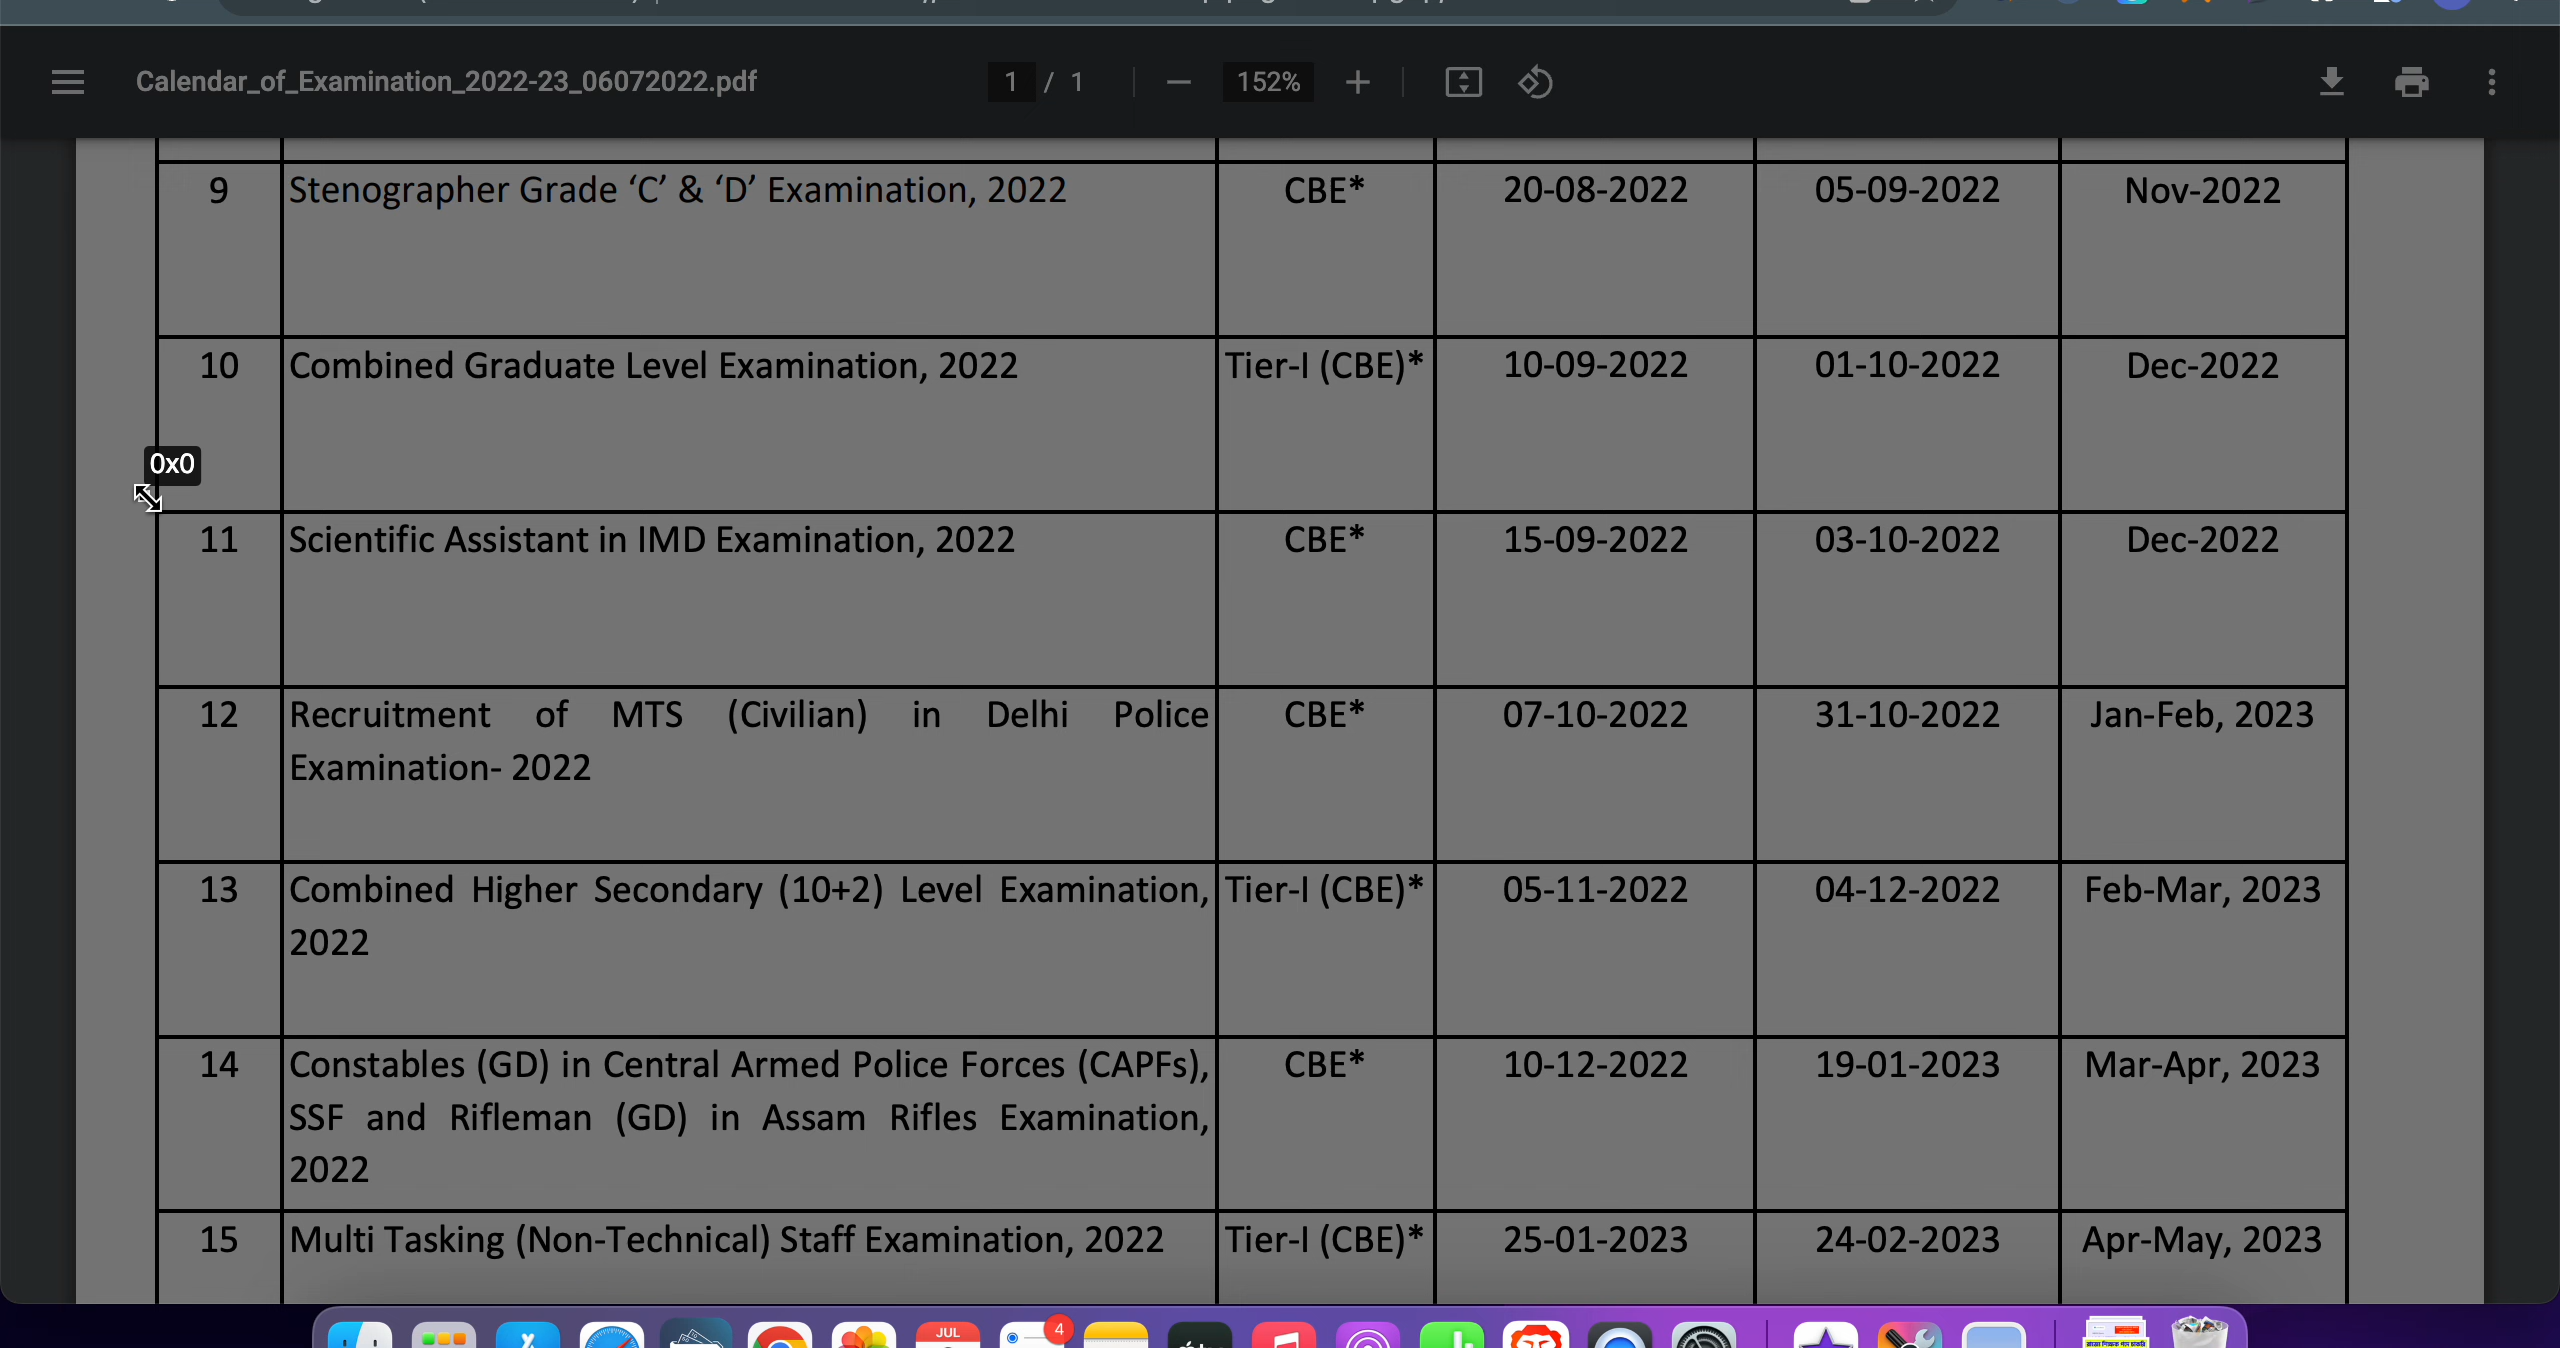 Calendar_of_Examination_2022-23_06072022.pdf
1 / 1
152%
9 Stenographer Grade ‘C’ & ‘D’ Examination, 2022 CBE* 20-08-2022 05-09-2022 Nov-2022
10 Combined Graduate Level Examination, 2022 Tier-I (CBE)* 10-09-2022 01-10-2022 Dec-2022
0x0
11 Scientific Assistant in IMD Examination, 2022 CBE* 15-09-2022 03-10-2022 Dec-2022
12 Recruitment of MTS (Civilian) in Delhi Police CBE* 07-10-2022 31-10-2022 Jan-Feb, 2023
Examination- 2022
13 Combined Higher Secondary (10+2) Level Examination, Tier-I (CBE)* 05-11-2022 04-12-2022 Feb-Mar, 2023
2022
14 Constables (GD) in Central Armed Police Forces (CAPFs), CBE* 10-12-2022 19-01-2023 Mar-Apr, 2023
SSF and Rifleman (GD) in Assam Rifles Examination,
2022
15 Multi Tasking (Non-Technical) Staff Examination, 2022 Tier-I (CBE)* 25-01-2023 24-02-2023 Apr-May, 2023
JUL
4